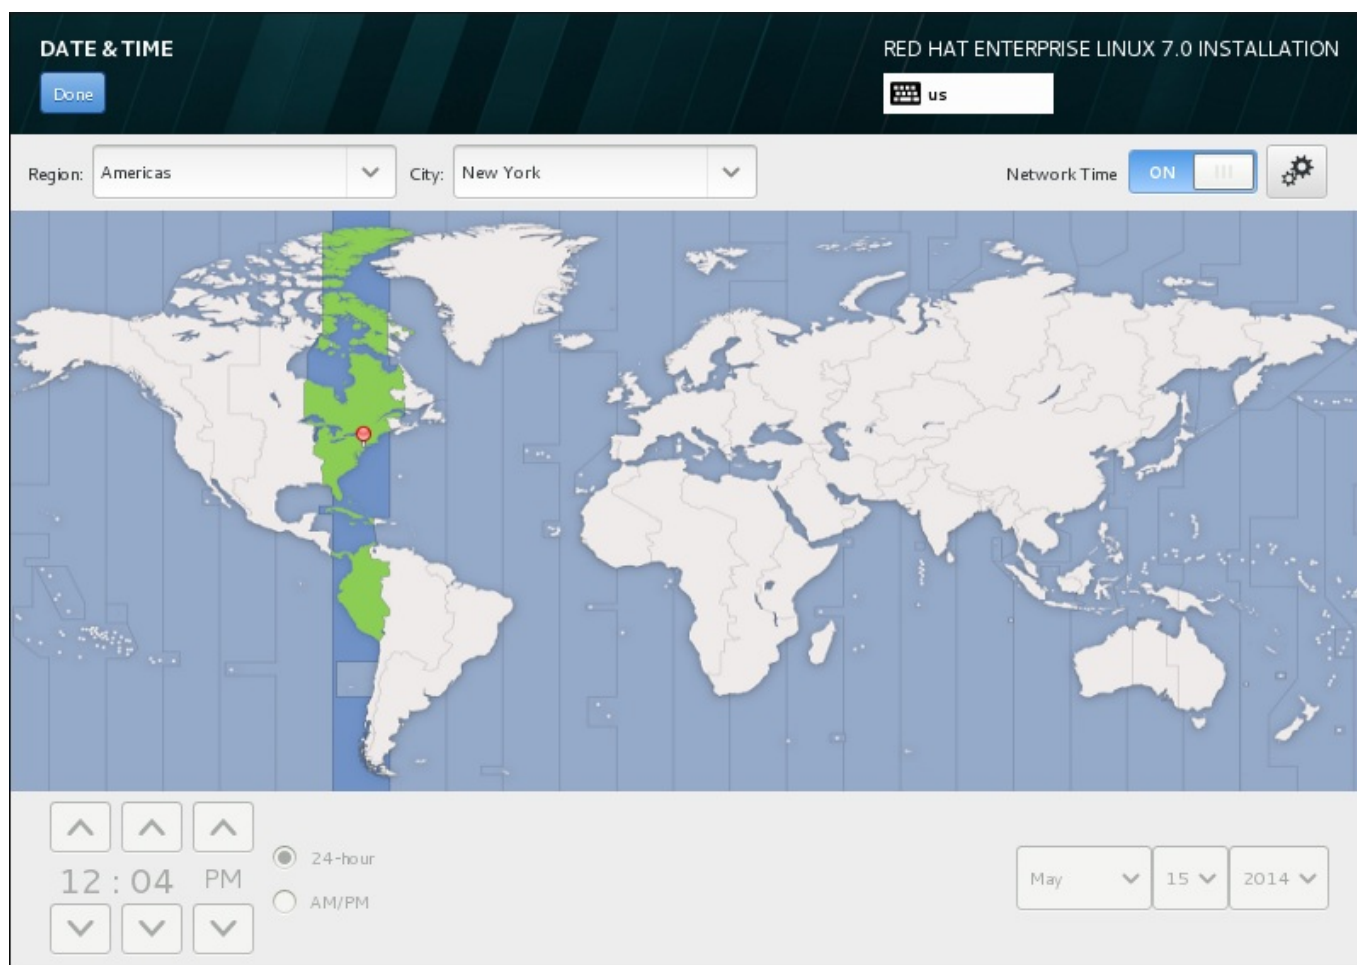 DATE & TIME
RED HAT ENTERPRISE LINUX 7.0 INSTALLATION
Done
us
Region: Americas City: New York Network Time ON
12 : 04 PM
24-hour
AM/PM
May 15 2014